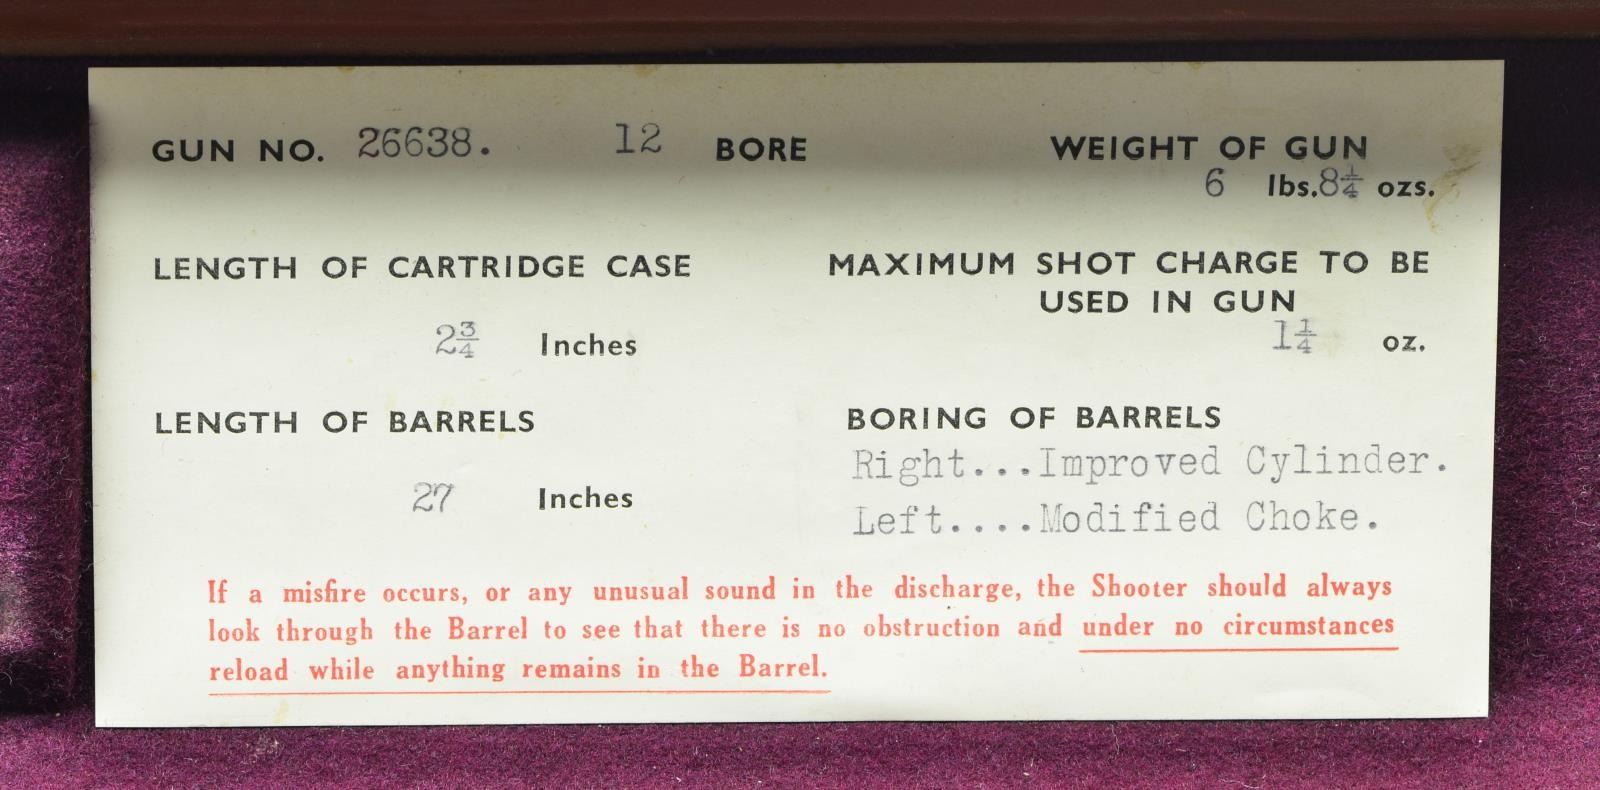 GUN NO. 26638. 12 BORE WEIGHT OF GUN
6 lbs. 8¼ ozs.
LENGTH OF CARTRIDGE CASE
2¾ Inches
MAXIMUM SHOT CHARGE TO BE
USED IN GUN
1¼ oz.
LENGTH OF BARRELS
27 Inches
BORING OF BARRELS
Right...Improved Cylinder.
Left....Modified Choke.
If a misfire occurs, or any unusual sound in the discharge, the Shooter should always
look through the Barrel to see that there is no obstruction and under no circumstances
reload while anything remains in the Barrel.